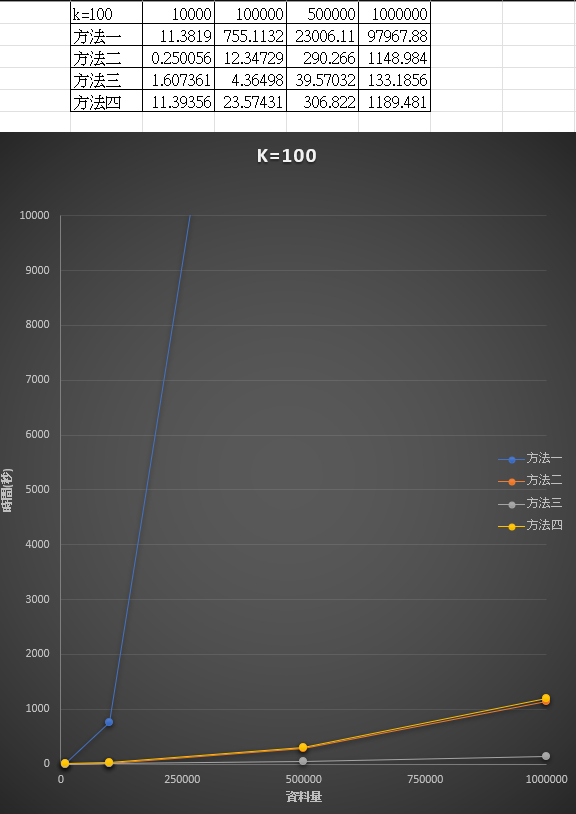 k=100 10000 100000 500000 1000000
方法一 11.3819 755.1132 23006.11 97967.88
方法二 0.250056 12.34729 290.266 1148.984
方法三 1.607361 4.36498 39.57032 133.1856
方法四 11.39356 23.57431 306.822 1189.481
K=100
10000
9000
8000
7000
6000
5000
4000
3000
2000
1000
0
時間(秒)
方法一
方法二
方法三
方法四
0 250000 500000 750000 1000000
資料量